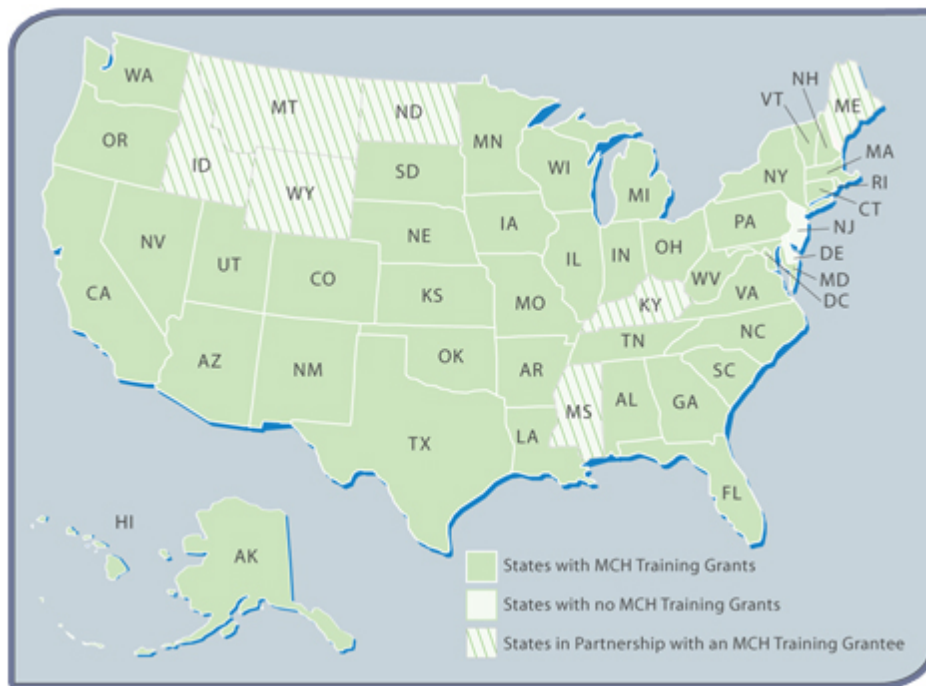 WA
MT
ND
MN
OR
ID
WY
SD
WI
MI
NH
VT
ME
NY
MA
RI
CT
NJ
DE
MD
DC
NV
UT
CO
NE
IA
IL
IN
OH
PA
WV
VA
CA
KS
MO
KY
NC
AZ
NM
OK
AR
TN
SC
TX
LA
MS
AL
GA
FL
HI
AK
States with MCH Training Grants
States with no MCH Training Grants
States in Partnership with an MCH Training Grantee